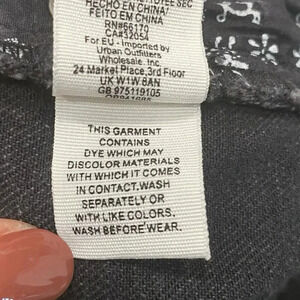 HECHO EN CHINA/
FEITO EM CHINA
RN#66170
CA#32054
For EU - Imported by
Urban Outfitters
Wholesale, Inc.
24 Market Place,3rd Floor
UK W1W 8AN
GB 975119105
THIS GARMENT
CONTAINS
DYE WHICH MAY
DISCOLOR MATERIALS
WITH WHICH IT COMES
IN CONTACT.WASH
SEPARATELY OR
WITH LIKE COLORS.
WASH BEFORE WEAR.